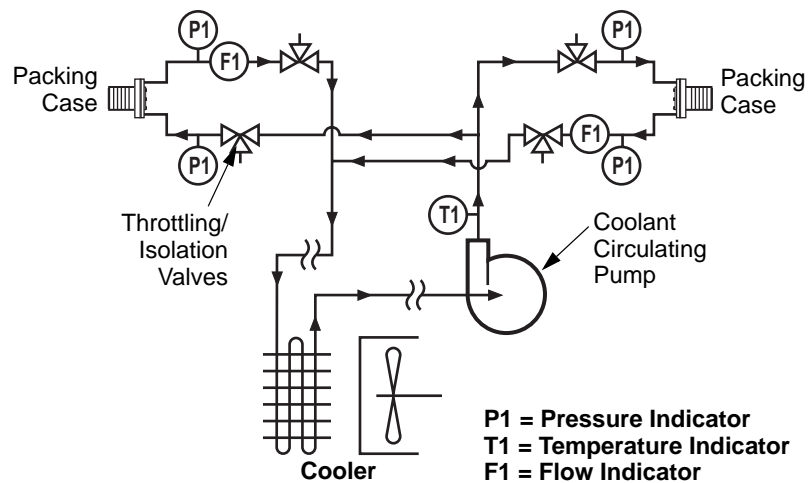 P1
F1
P1
Packing
Case
Packing
Case
P1
F1
P1
Throttling/
Isolation
Valves
T1
Coolant
Circulating
Pump
Cooler
P1 = Pressure Indicator
T1 = Temperature Indicator
F1 = Flow Indicator